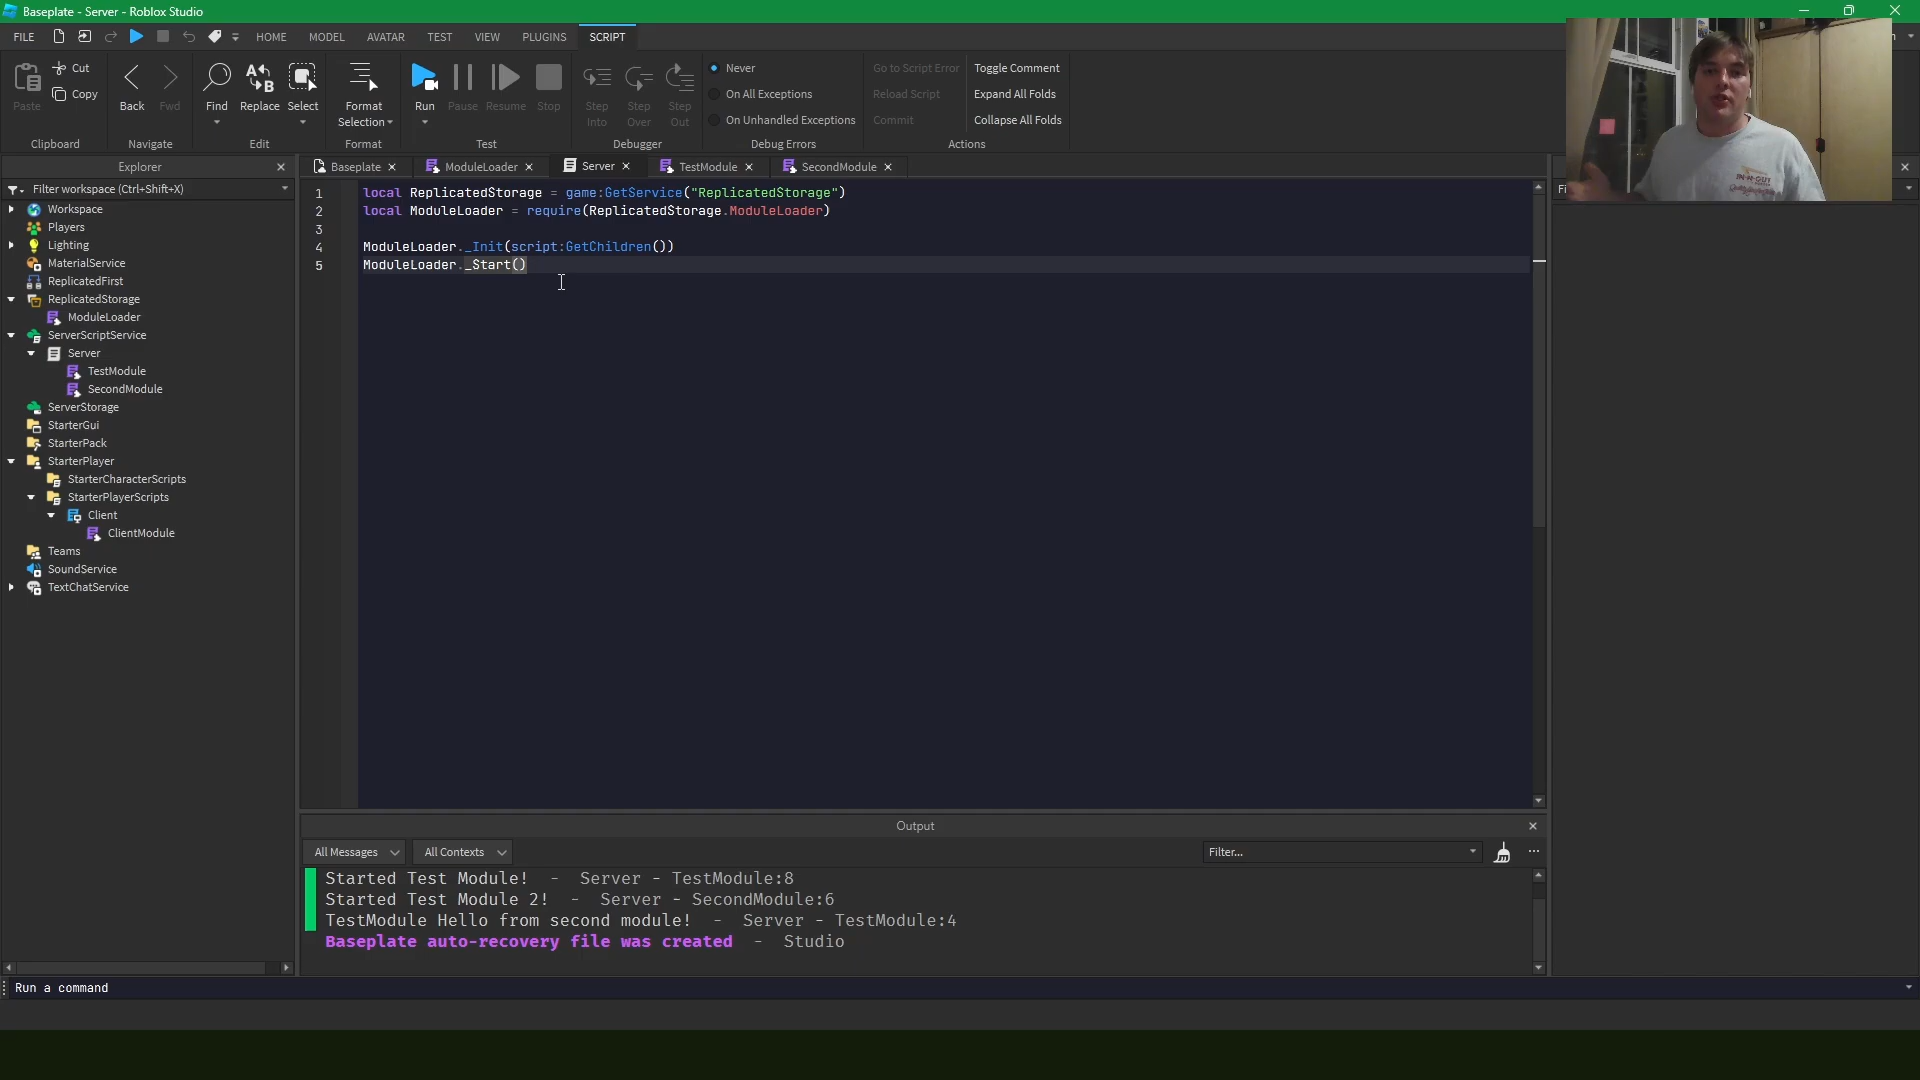 Baseplate - Server - Roblox Studio
FILE
HOME
MODEL
AVATAR
TEST
VIEW
PLUGINS
SCRIPT
Paste
Cut
Copy
Clipboard
Back
Fwd
Navigate
Find
Replace
Select
Edit
Format
Selection
Format
Run
Pause
Resume
Stop
Test
Step
Into
Step
Over
Step
Out
Debugger
Never
On All Exceptions
On Unhandled Exceptions
Debug Errors
Go to Script Error
Reload Script
Commit
Toggle Comment
Expand All Folds
Collapse All Folds
Actions
Explorer
Filter workspace (Ctrl+Shift+X)
Workspace
Players
Lighting
MaterialService
ReplicatedFirst
ReplicatedStorage
ModuleLoader
ServerScriptService
Server
TestModule
SecondModule
ServerStorage
StarterGui
StarterPack
StarterPlayer
StarterCharacterScripts
StarterPlayerScripts
Client
ClientModule
Teams
SoundService
TextChatService
Baseplate
ModuleLoader
Server
TestModule
SecondModule
1 local ReplicatedStorage = game:GetService("ReplicatedStorage")
2 local ModuleLoader = require(ReplicatedStorage.ModuleLoader)
3
4 ModuleLoader._Init(script:GetChildren())
5 ModuleLoader._Start()
IN-N-OUT
Output
All Messages
All Contexts
Filter...
Started Test Module! - Server - TestModule:8
Started Test Module 2! - Server - SecondModule:6
TestModule Hello from second module! - Server - TestModule:4
Baseplate auto-recovery file was created - Studio
Run a command